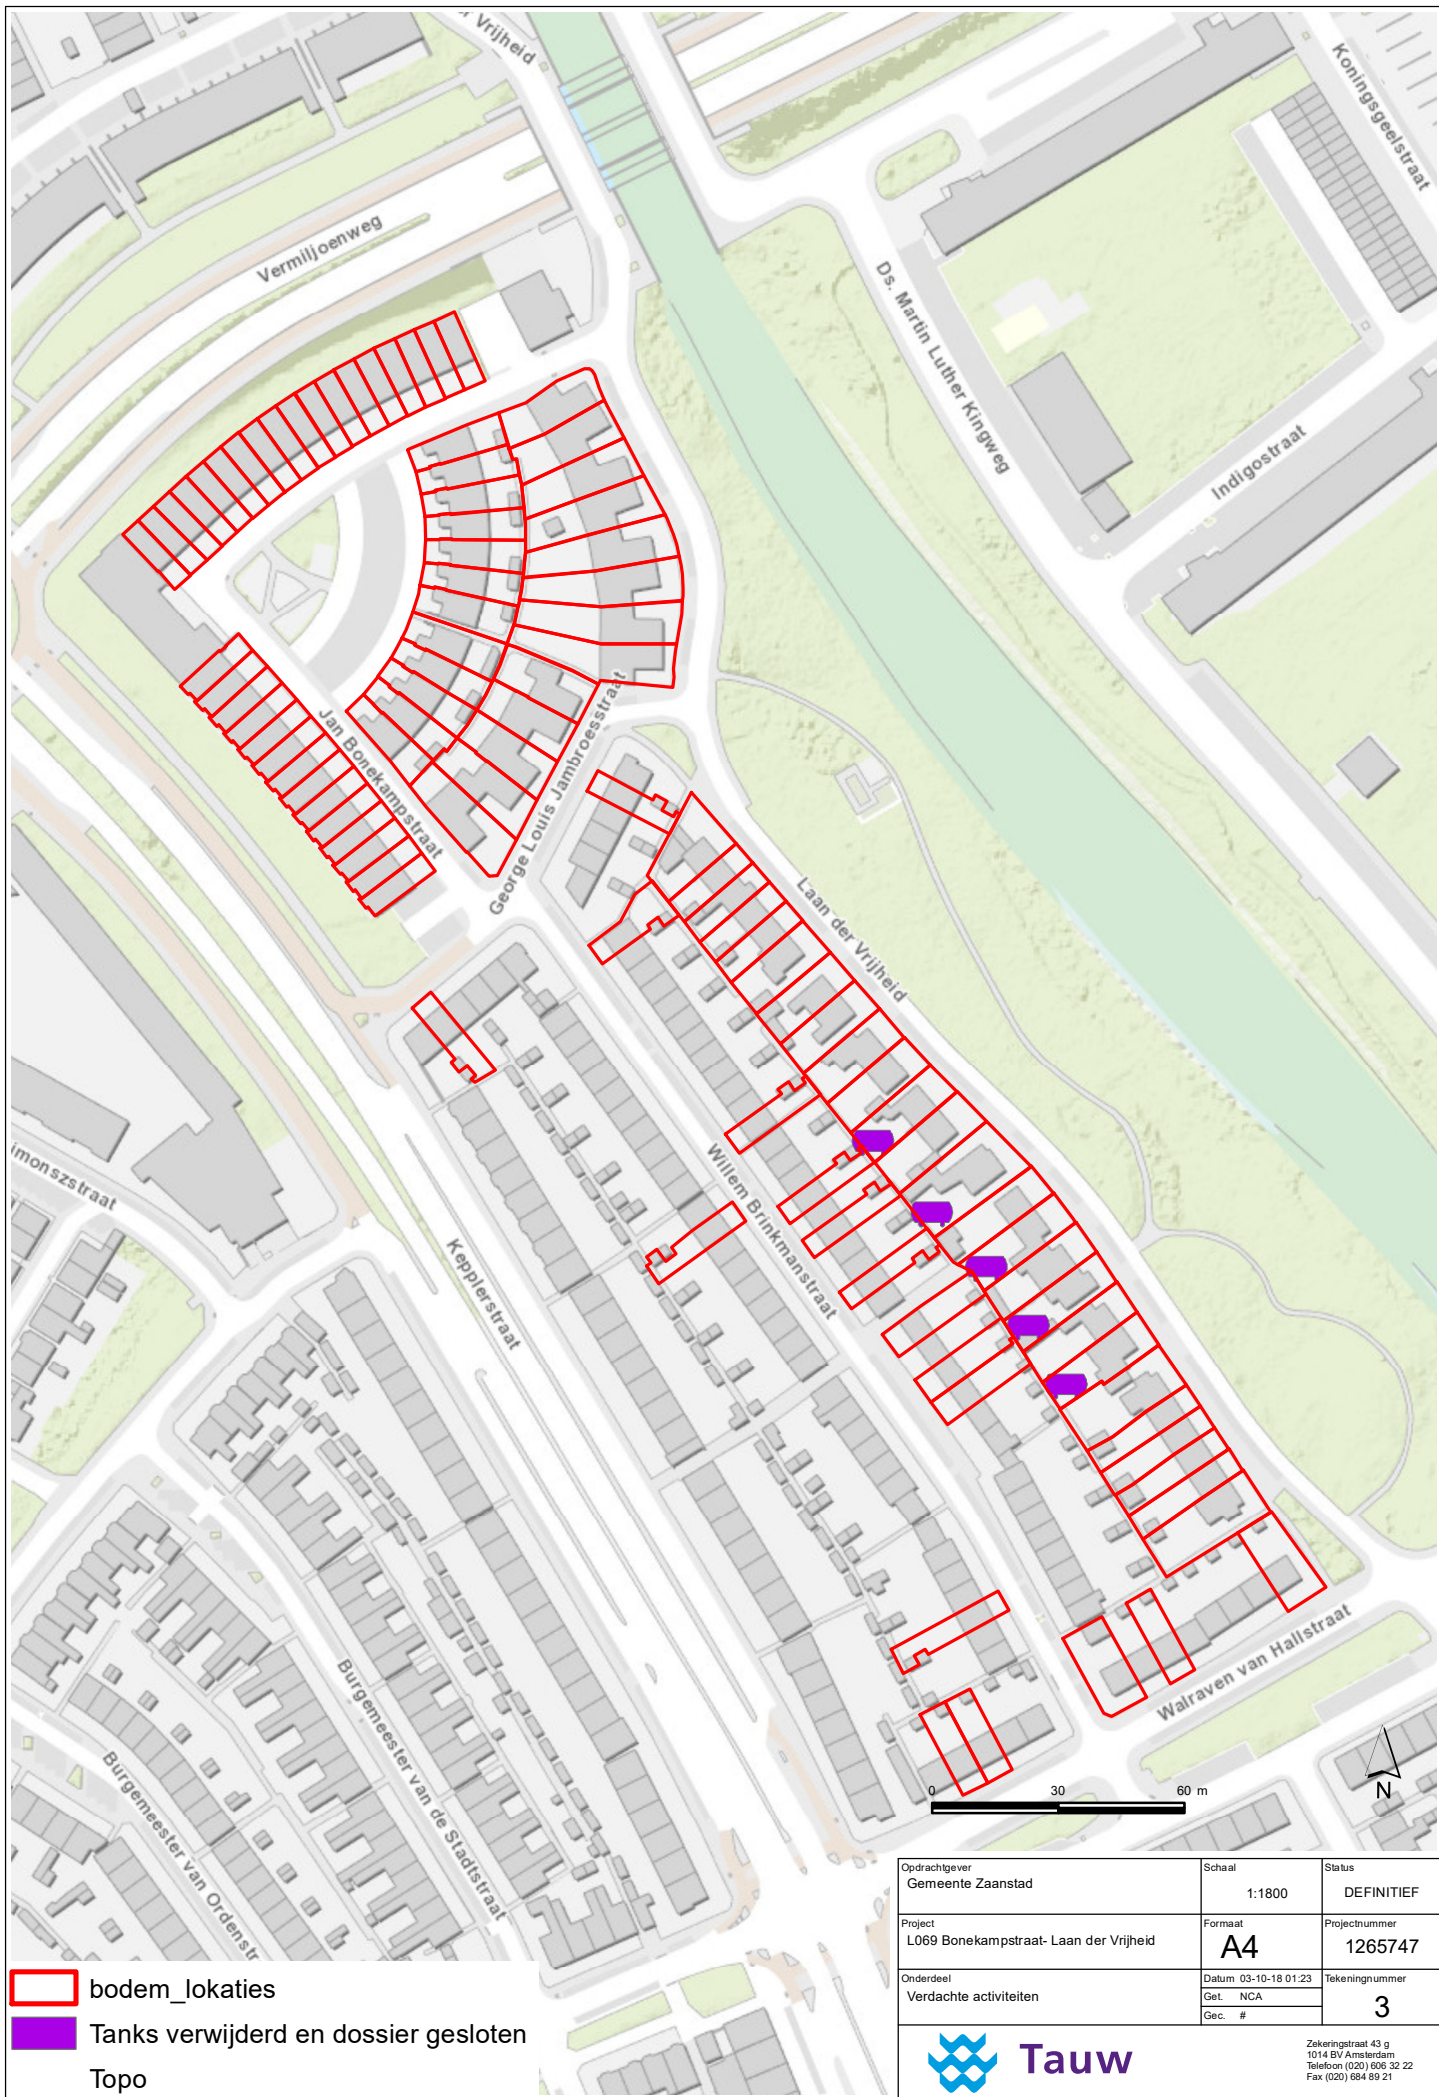 r Vrijheid
Koningsgeelstraat
Vermiljoenweg
Ds. Martin Luther Kingweg
Indigostraat
Jan Bonekampstraat
George Louis Jambroesstraat
Laan der Vrijheid
imonszstraat
Willem Brinkmanstraat
Kepplerstraat
Burgemeester van de Stadtstraat
Burgemeester van Ordenstr
Walraven van Hallstraat
N
0 30 60 m
bodem_lokaties
Tanks verwijderd en dossier gesloten
Topo
Opdrachtgever
Gemeente Zaanstad
Schaal
1:1800
Status
DEFINITIEF
Project
L069 Bonekampstraat- Laan der Vrijheid
Formaat
A4
Projectnummer
1265747
Onderdeel
Verdachte activiteiten
Datum 03-10-18 01:23
Get. NCA
Gec. #
Tekeningnummer
3
Tauw
Zekeringstraat 43 g
1014 BV Amsterdam
Telefoon (020) 606 32 22
Fax (020) 684 89 21